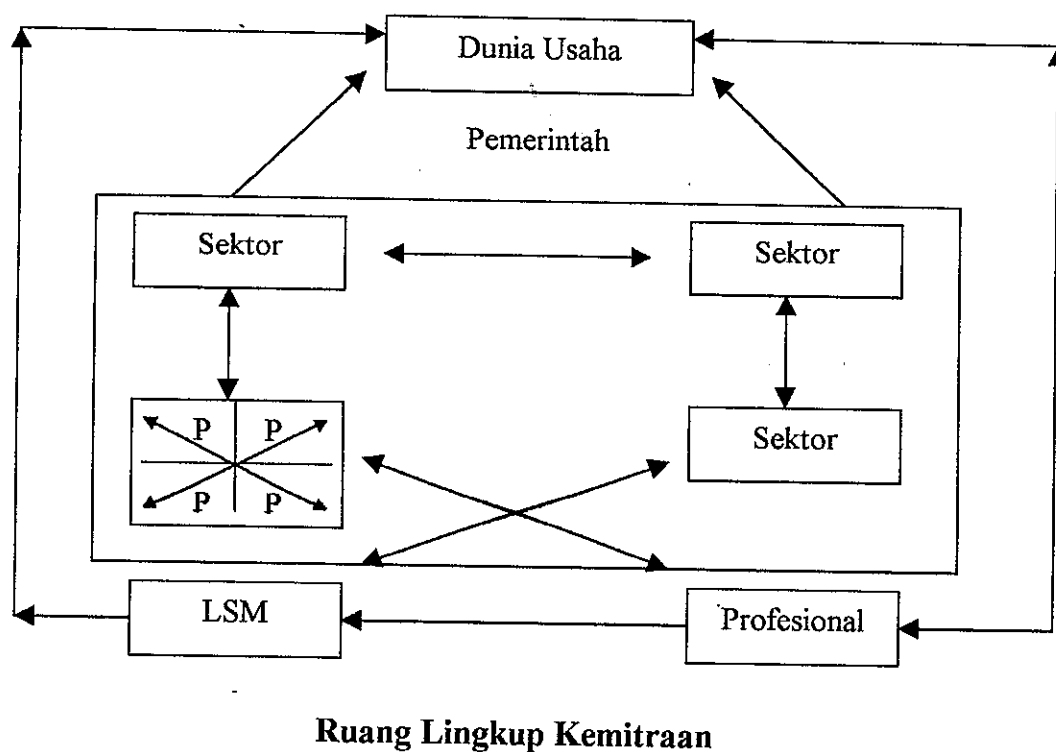 Dunia Usaha
Pemerintah
Sektor
Sektor
P P
Sektor
P P
LSM
Profesional
Ruang Lingkup Kemitraan